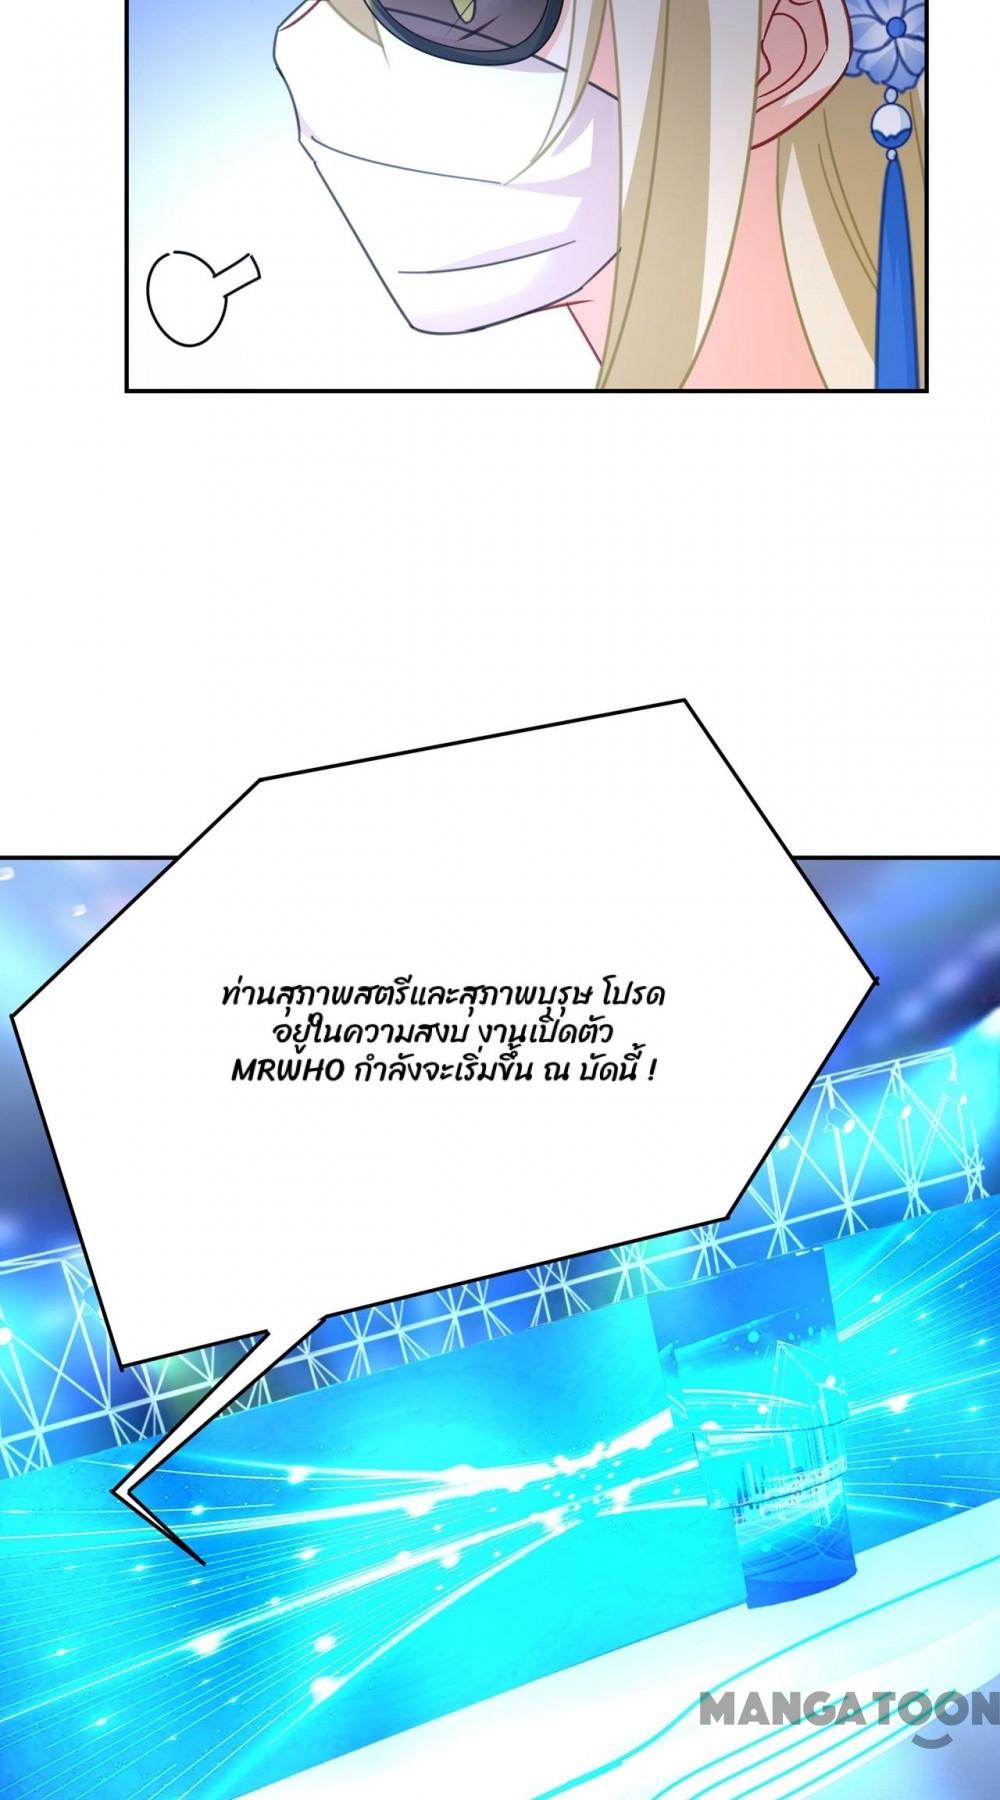 ท่านสุภาพสตรีและสุภาพบุรุษ โปรด
อยู่ในความสงบ งานเปิดตัว
MRWHO กำลังจะเริ่มขึ้น ณ บัดนี้ !
MANGATOON